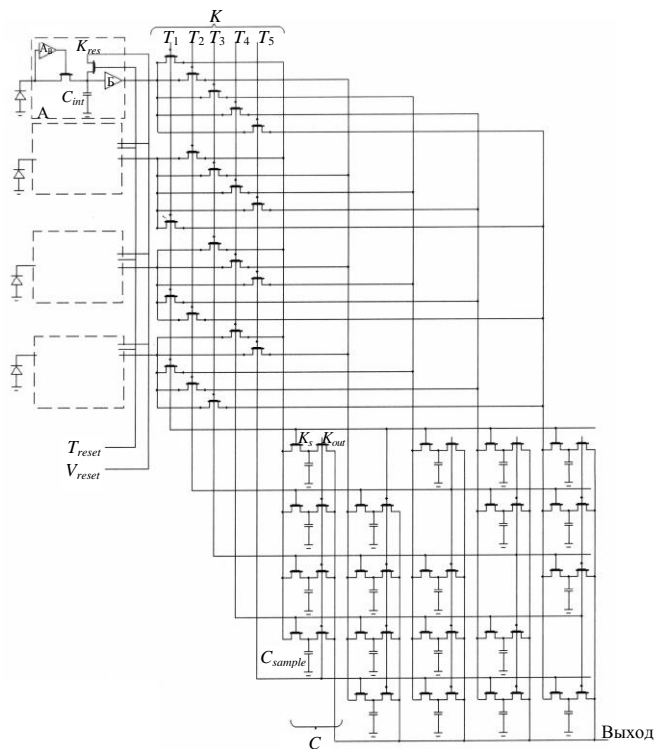 K
T₁ T₂ T₃ T₄ T₅
Kres
Б
Cint
А
Treset
Vreset
Ks Kout
Csample
C
Выход